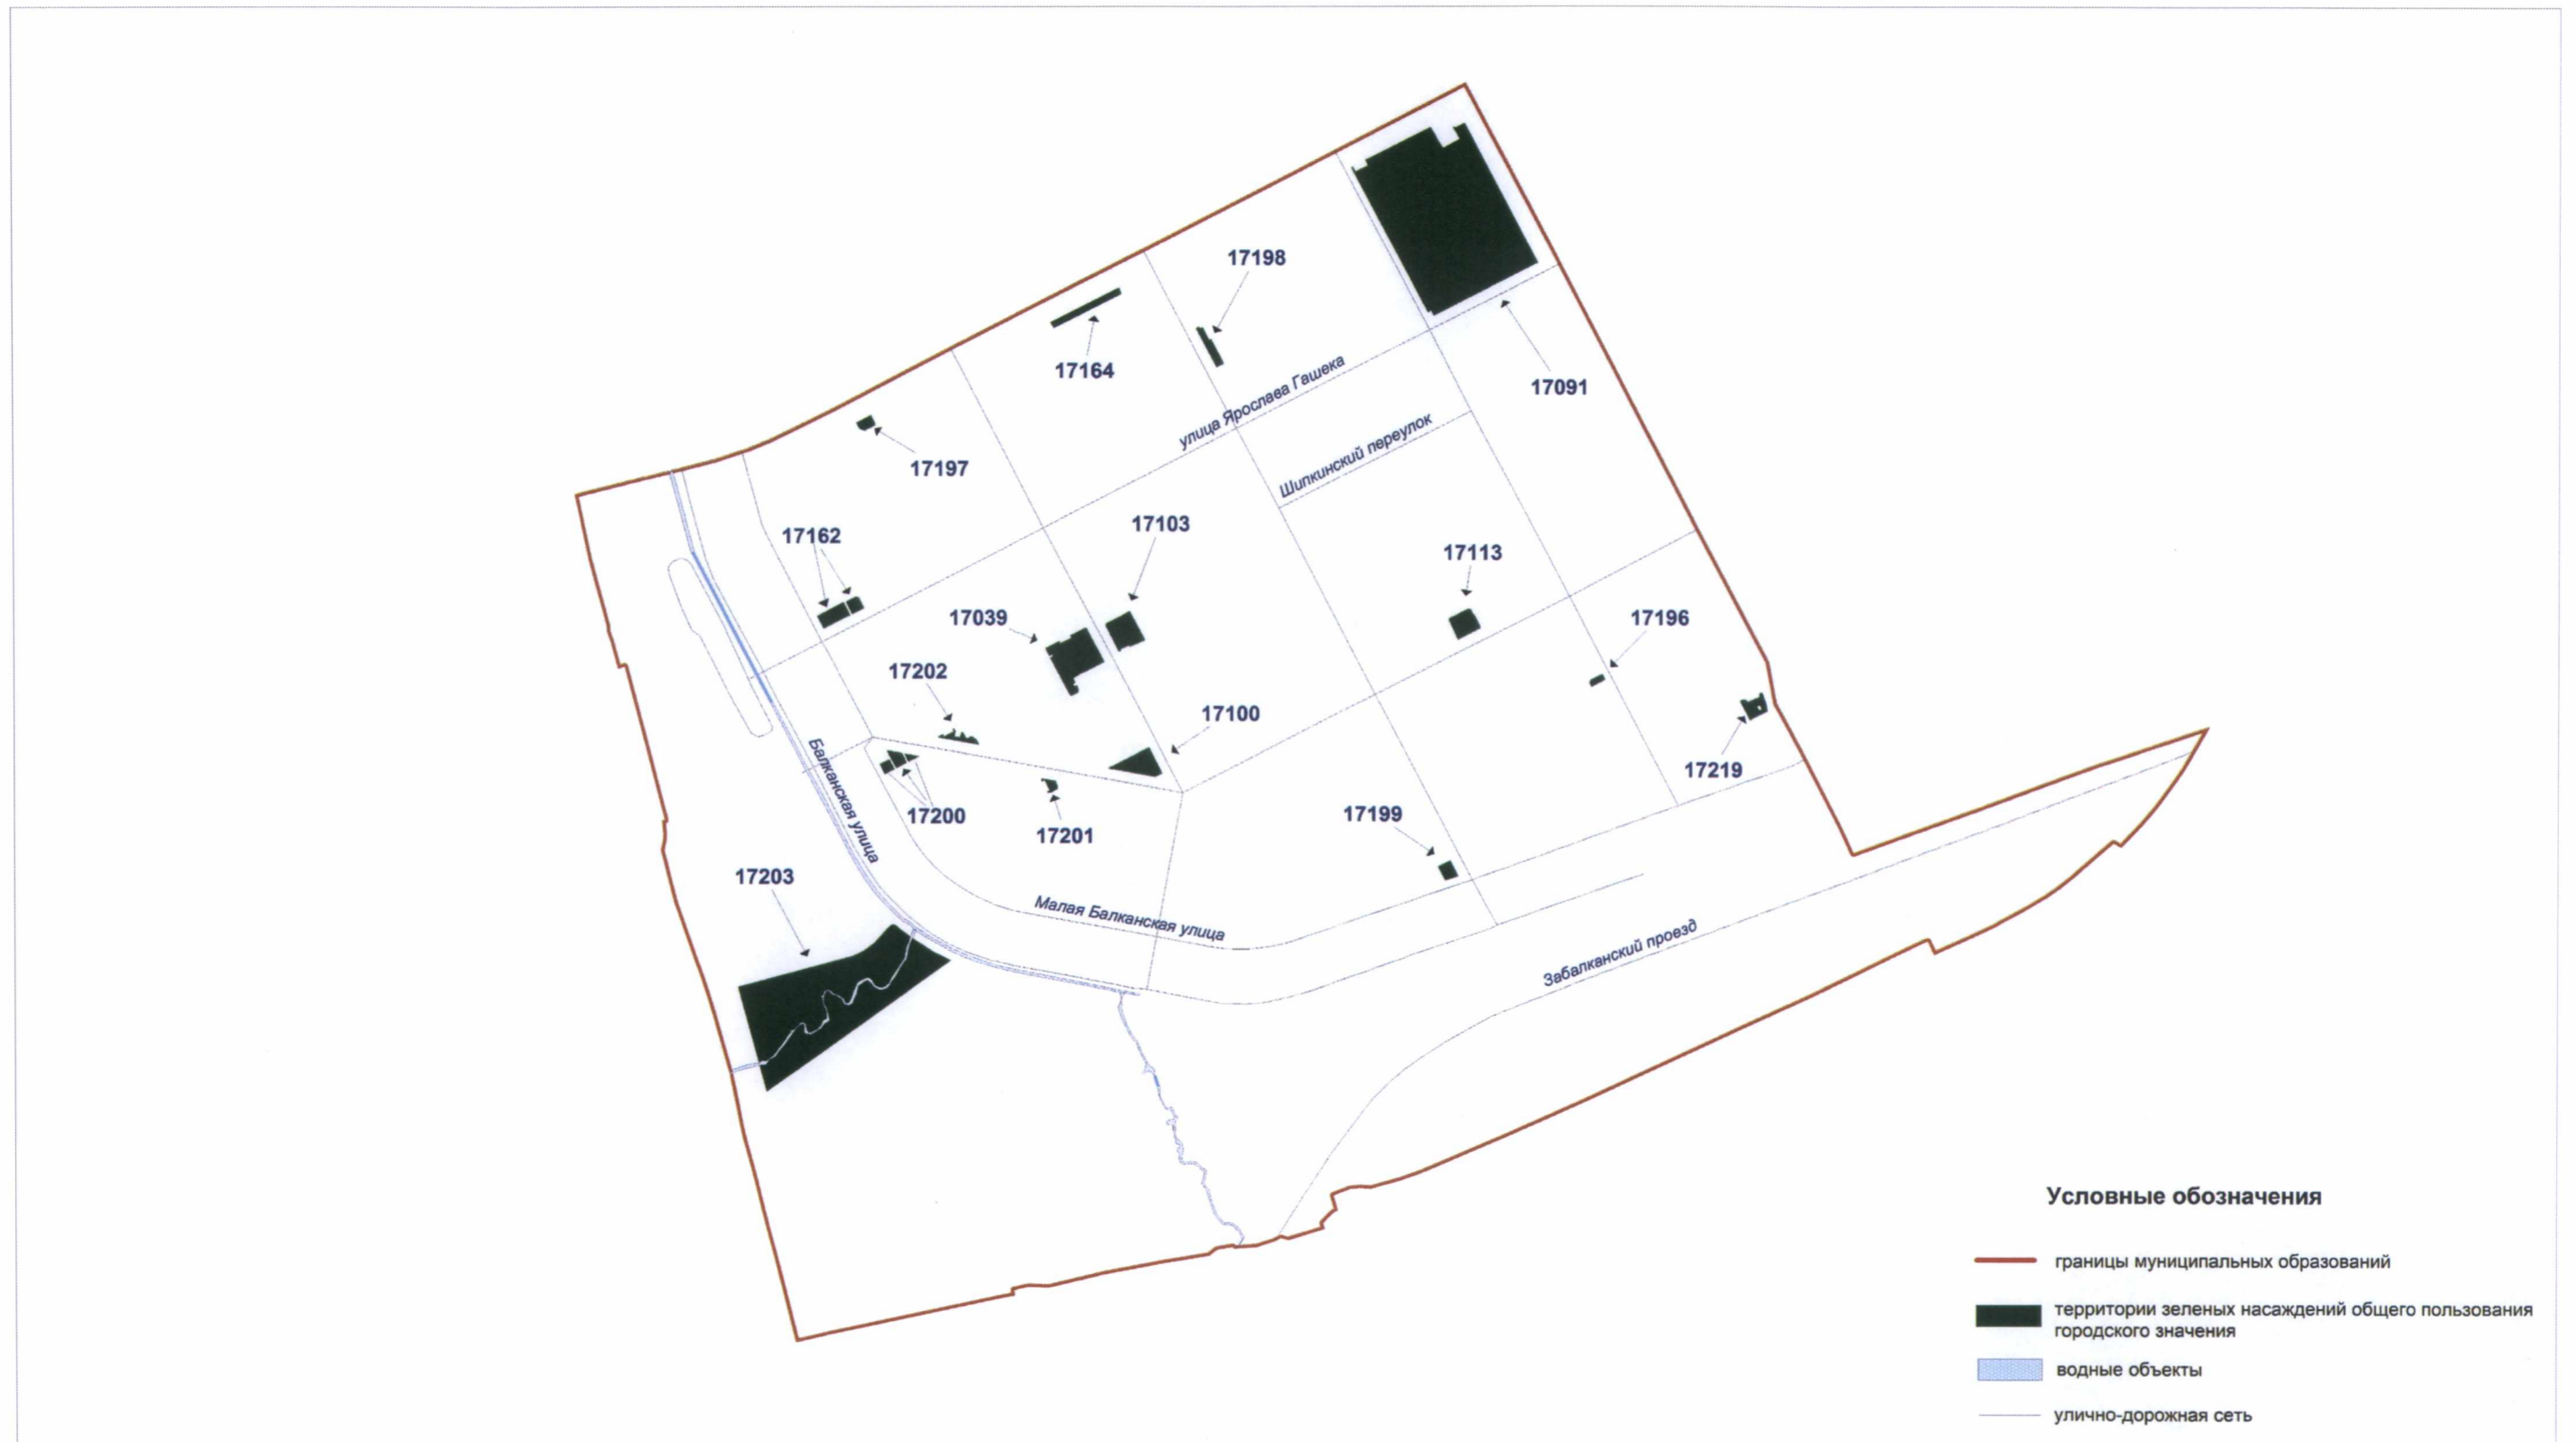 17198
17164
17091
улица Ярослава Гашека
Шипкинский переулок
17197
17162
17103
17113
17039
17196
17202
17100
17219
Балканская улица
17200
17201
17199
17203
Малая Балканская улица
Забалканский проезд
Условные обозначения
границы муниципальных образований
территории зеленых насаждений общего пользования
городского значения
водные объекты
улично-дорожная сеть